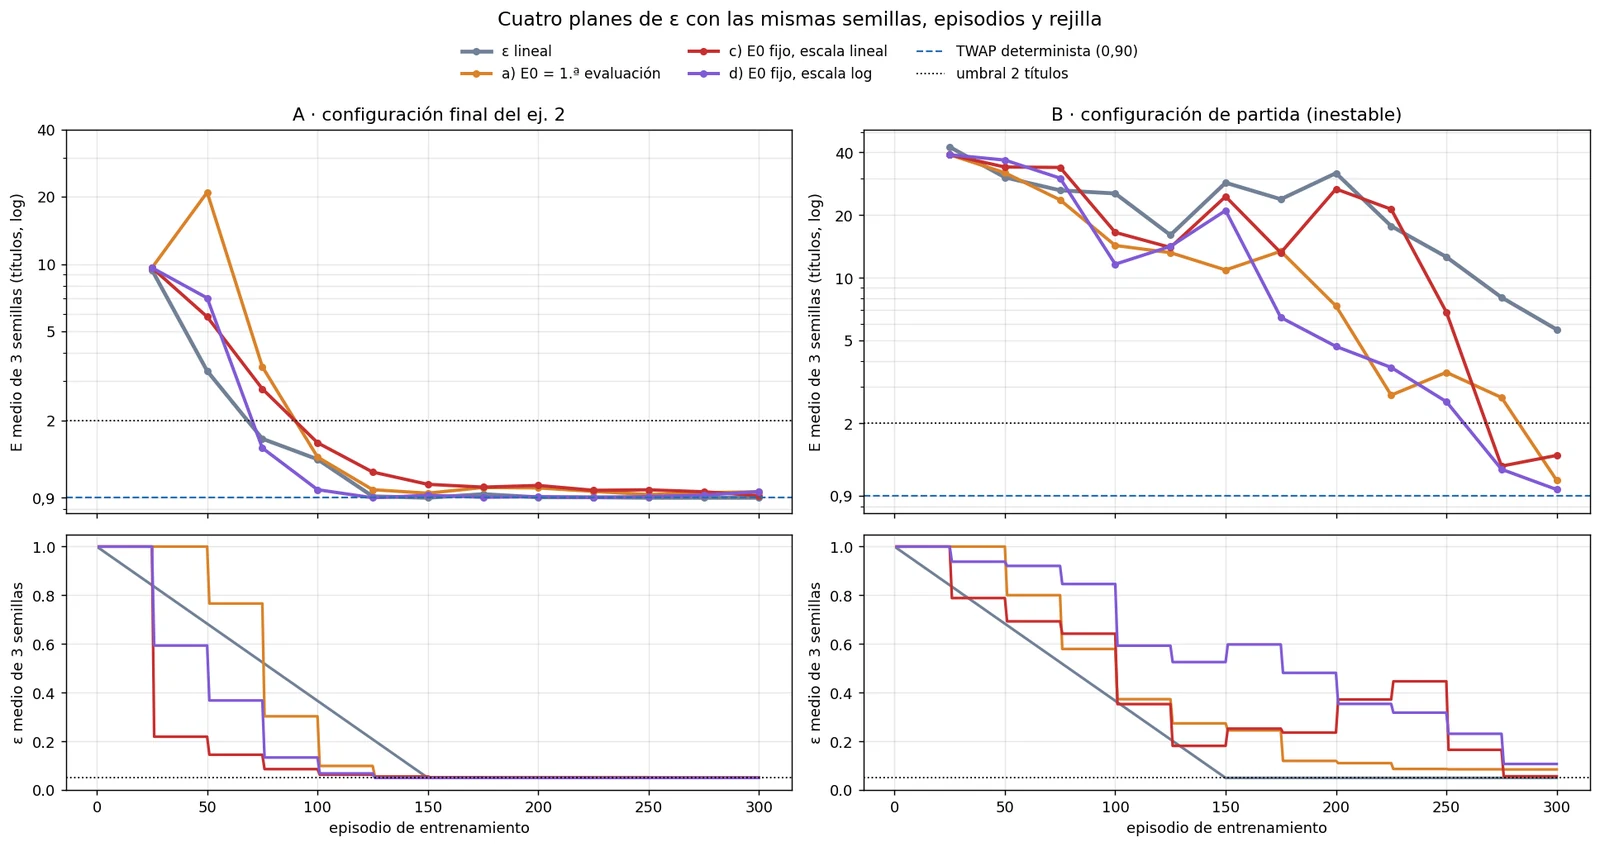 Cuatro planes de ε con las mismas semillas, episodios y rejilla
ε lineal
a) E0 = 1.ª evaluación
c) E0 fijo, escala lineal
d) E0 fijo, escala log
TWAP determinista (0,90)
umbral 2 títulos
A · configuración final del ej. 2
E medio de 3 semillas (títulos, log)
40
20
10
5
2
0,9
B · configuración de partida (inestable)
E medio de 3 semillas (títulos, log)
40
20
10
5
2
0,9
ε medio de 3 semillas
1.0
0.8
0.6
0.4
0.2
0.0
0
50
100
150
200
250
300
episodio de entrenamiento
ε medio de 3 semillas
1.0
0.8
0.6
0.4
0.2
0.0
0
50
100
150
200
250
300
episodio de entrenamiento